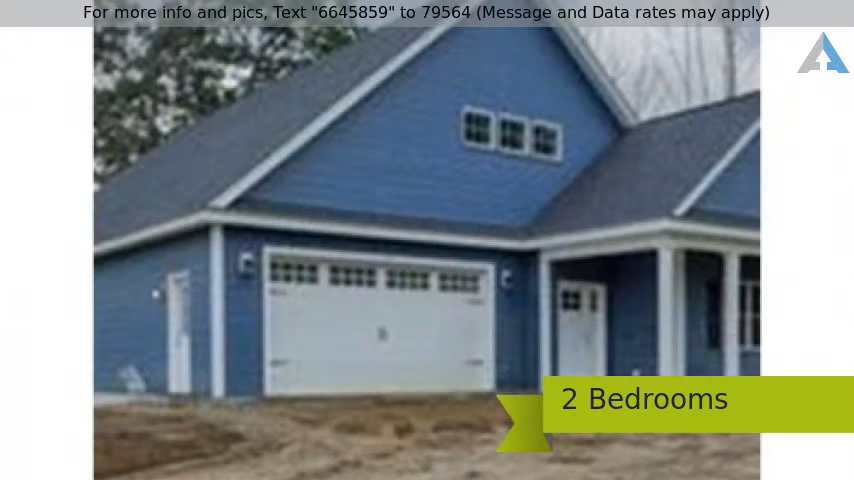 For more info and pics, Text "6645859" to 79564 (Message and Data rates may apply)
2 Bedrooms